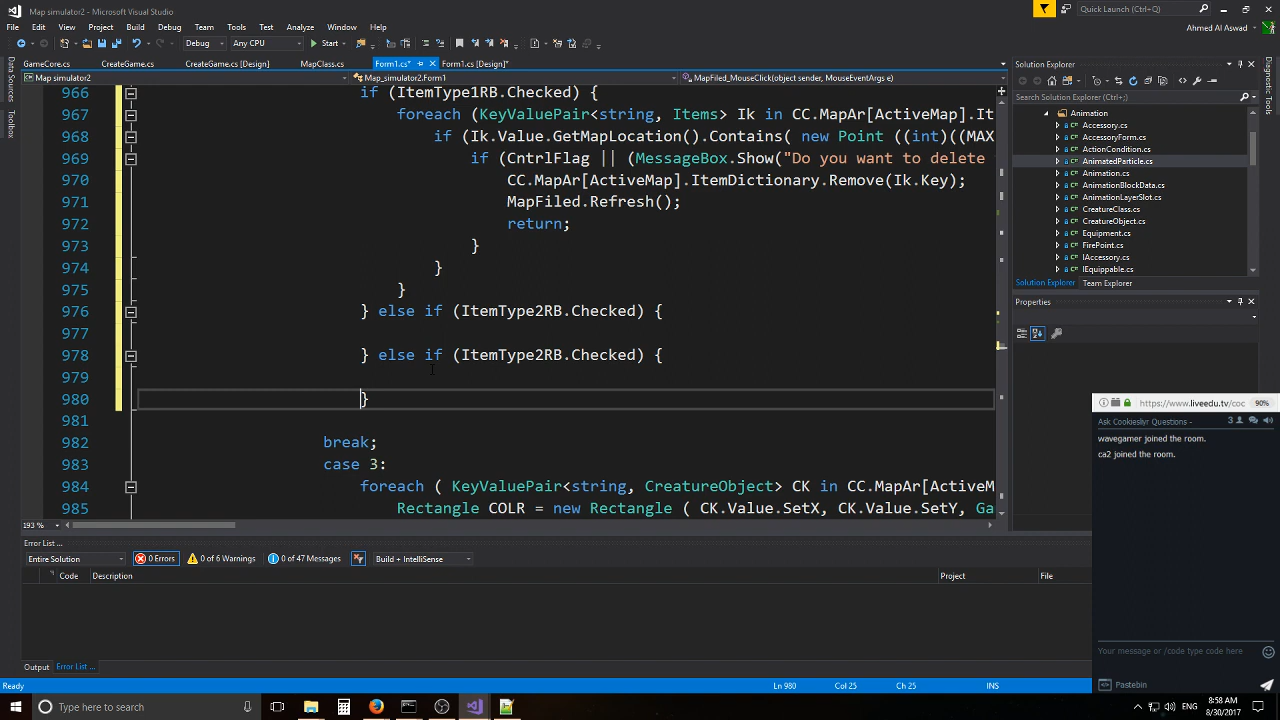 Map simulator2 - Microsoft Visual Studio
Quick Launch (Ctrl+Q)
File Edit View Project Build Debug Team Tools Test Analyze Window Help
Ahmed Al Aswad
Debug Any CPU Start
GameCore.cs CreateGame.cs CreateGame.cs [Design] MapClass.cs Form1.cs* Form1.cs [Design]*
Solution Explorer
Map simulator2 Map_simulator2.Form1 MapFiled_MouseClick(object sender, MouseEventArgs e)
Data Sources
Toolbox
Diagnostic Tools
966 if (ItemType1RB.Checked) {
967 foreach (KeyValuePair<string, Items> Ik in CC.MapAr[ActiveMap].It
968 if (Ik.Value.GetMapLocation().Contains( new Point ((int)((MAX
969 if (CntrlFlag || (MessageBox.Show("Do you want to delete
970 CC.MapAr[ActiveMap].ItemDictionary.Remove(Ik.Key);
971 MapFiled.Refresh();
972 return;
973 }
974 }
975 }
976 } else if (ItemType2RB.Checked) {
977
978 } else if (ItemType2RB.Checked) {
979
980 }
981
982 break;
983 case 3:
984 foreach ( KeyValuePair<string, CreatureObject> CK in CC.MapAr[ActiveM
985 Rectangle COLR = new Rectangle ( CK.Value.SetX, CK.Value.SetY, Ga
193 %
Search Solution Explorer (Ctrl+;)
Animation
Accessory.cs
AccessoryForm.cs
ActionCondition.cs
AnimatedParticle.cs
Animation.cs
AnimationBlockData.cs
AnimationLayerSlot.cs
CreatureClass.cs
CreatureObject.cs
Equipment.cs
FirePoint.cs
IAccessory.cs
IEquippable.cs
Solution Explorer Team Explorer
Properties
Error List ...
Entire Solution 0 Errors 0 of 6 Warnings 0 of 47 Messages Build + IntelliSense
Code Description Project File
Output Error List ...
Ready Ln 980 Col 25 Ch 25 INS
https://www.liveedu.tv/coc 90%
Ask Cookiesliyr Questions - 3
wavegamer joined the room.
ca2 joined the room.
Your message or /code type code here
Pastebin
Type here to search
ENG 8:58 AM
8/30/2017